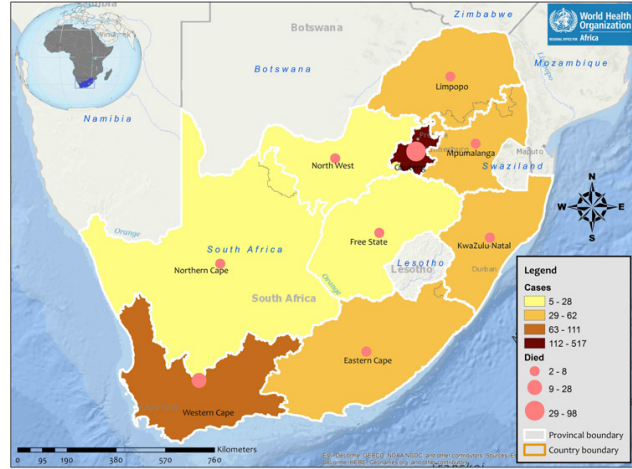 Zimbabwe
World Health
Organization
REGIONAL OFFICE FOR Africa
Botswana
Botswana
Mozambique
Limpopo
Namibia
Maputo
Mpumalanga
North West
Swaziland
N
W
E
S
Orange
South Africa
Free State
KwaZulu-Natal
Northern Cape
Lesotho
Lesotho
Durban
Orange
South Africa
Legend
Cases
5 - 28
29 - 62
63 - 111
112 - 517
Died
2 - 8
9 - 28
29 - 98
Provincal boundary
Country boundary
Eastern Cape
Western Cape
Kilometers
0 95 190 380 570 760